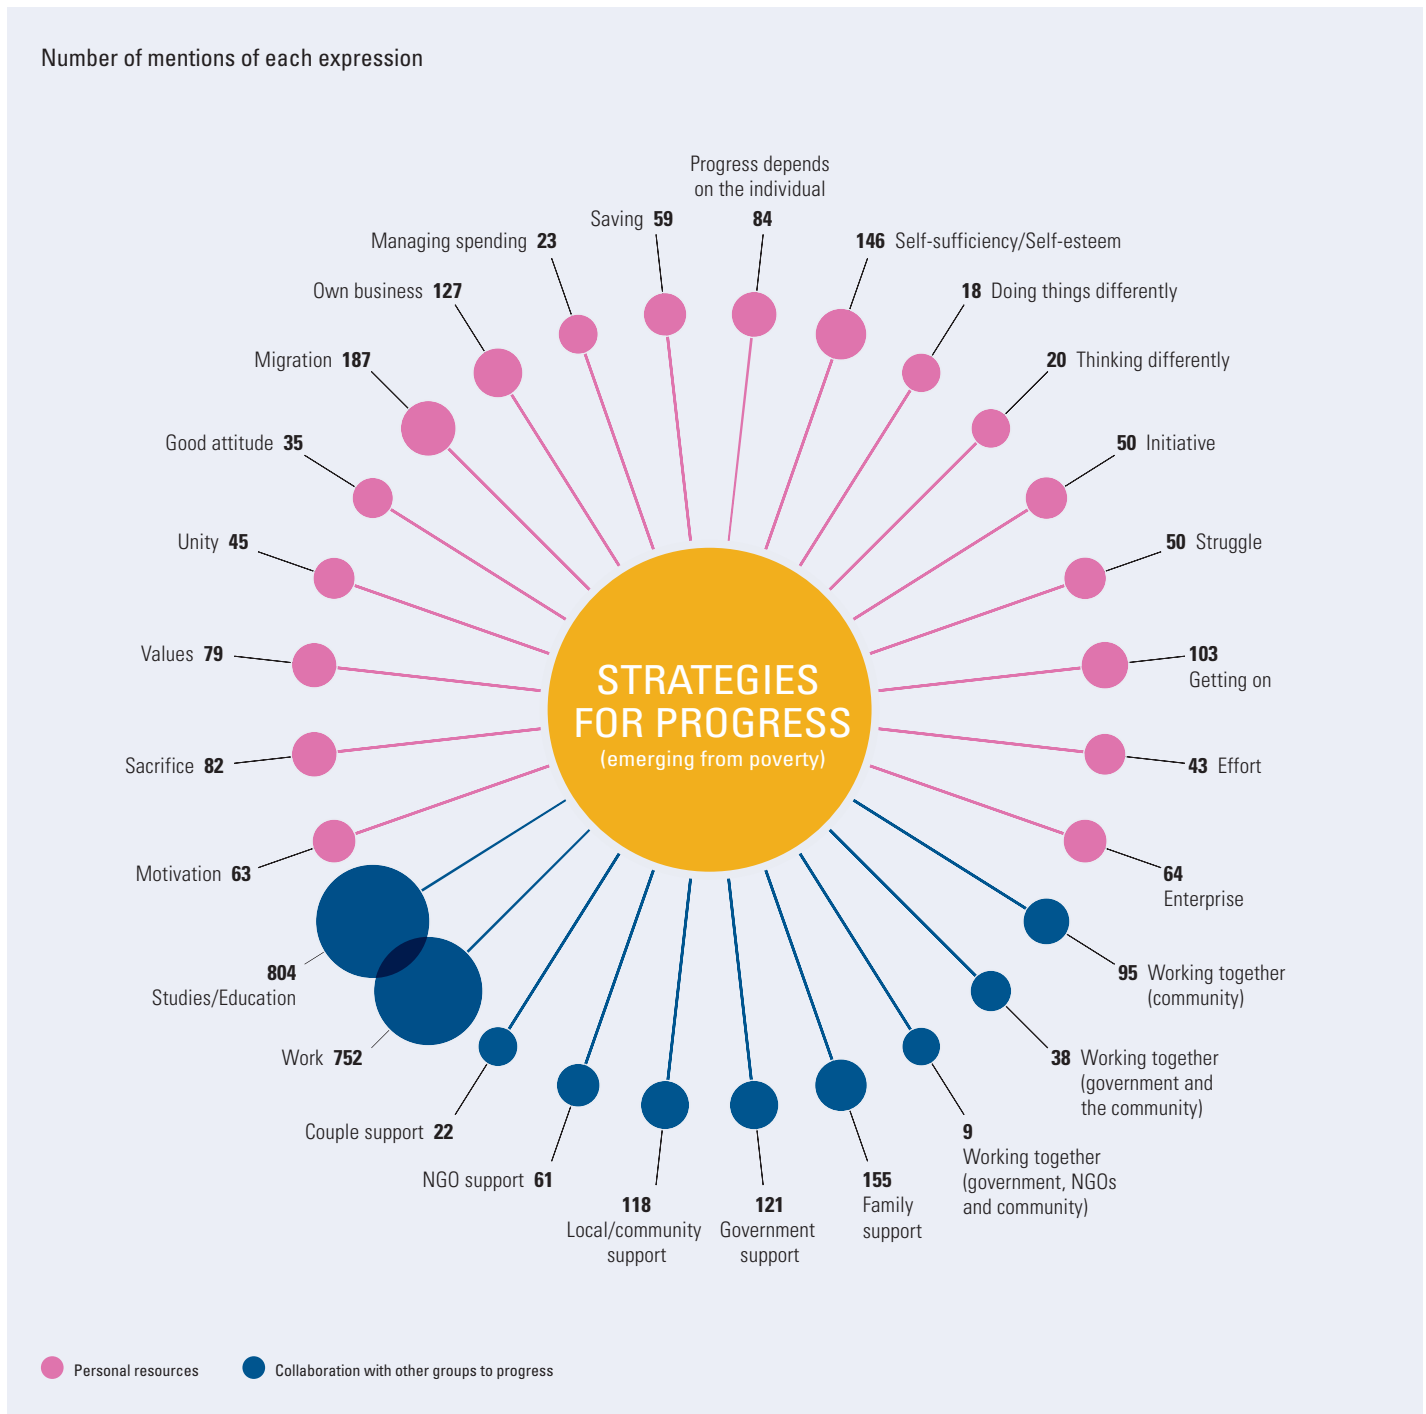 Number of mentions of each expression
Progress depends
on the individual
84
Saving 59
Managing spending 23
146 Self-sufficiency/Self-esteem
Own business 127
18 Doing things differently
Migration 187
20 Thinking differently
Good attitude 35
50 Initiative
Unity 45
50 Struggle
Values 79
103
Getting on
STRATEGIES
FOR PROGRESS
(emerging from poverty)
Sacrifice 82
43 Effort
Motivation 63
64
Enterprise
804
Studies/Education
95 Working together
(community)
Work 752
38 Working together
(government and
the community)
Couple support 22
9
Working together
(government, NGOs
and community)
NGO support 61
155
Family
support
118
Local/community
support
121
Government
support
Personal resources
Collaboration with other groups to progress